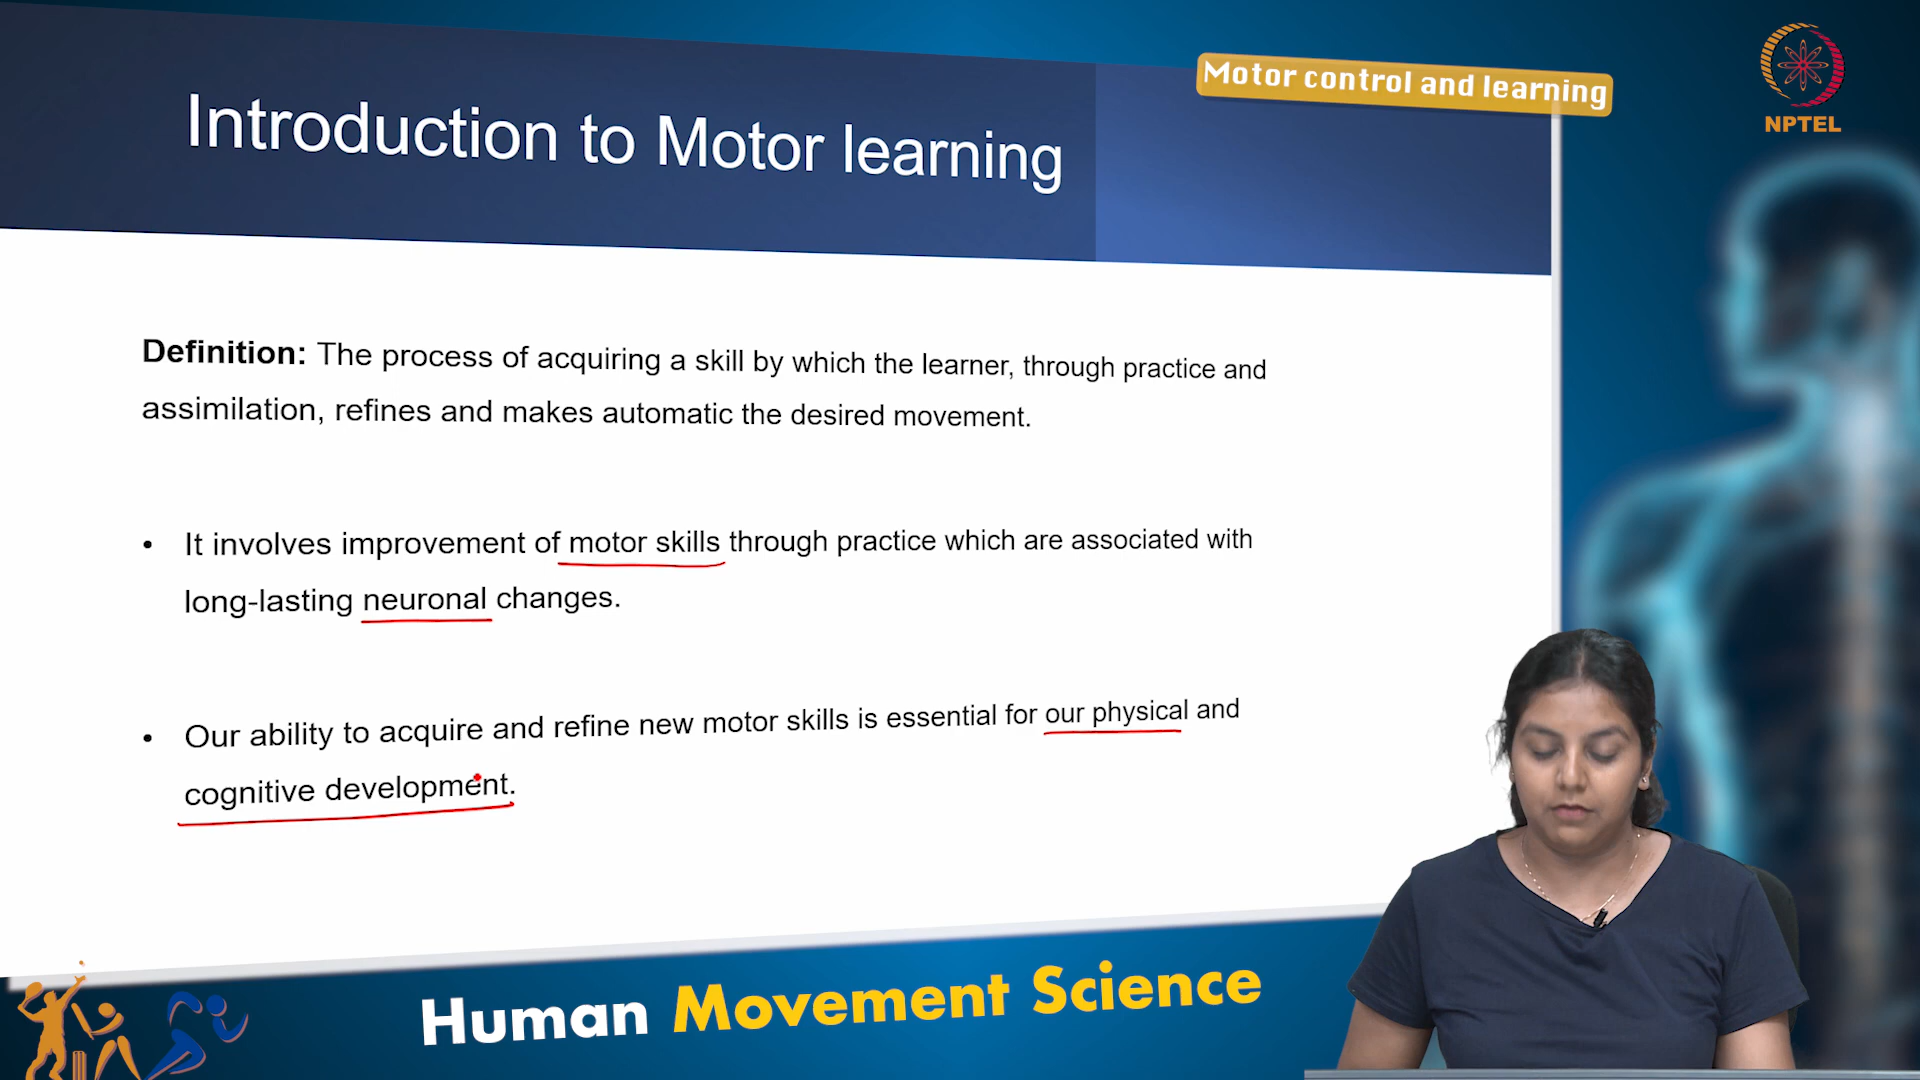 Motor control and learning
NPTEL
Introduction to Motor learning
Definition: The process of acquiring a skill by which the learner, through practice and
assimilation, refines and makes automatic the desired movement.
• It involves improvement of motor skills through practice which are associated with
long-lasting neuronal changes.
• Our ability to acquire and refine new motor skills is essential for our physical and
cognitive development.
Human Movement Science